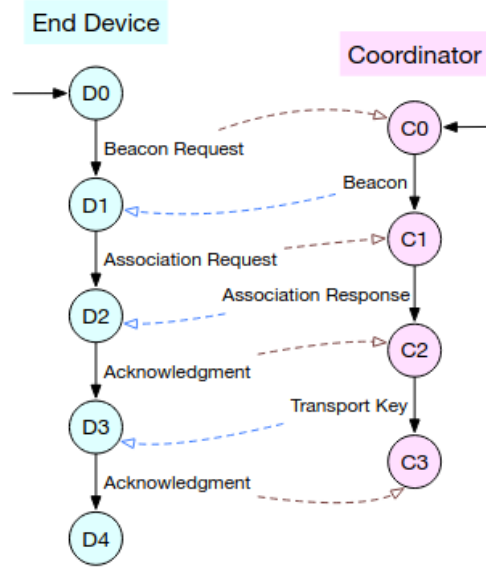 End Device
Coordinator
D0
C0
Beacon Request
Beacon
D1
C1
Association Request
Association Response
D2
C2
Acknowledgment
Transport Key
D3
C3
Acknowledgment
D4